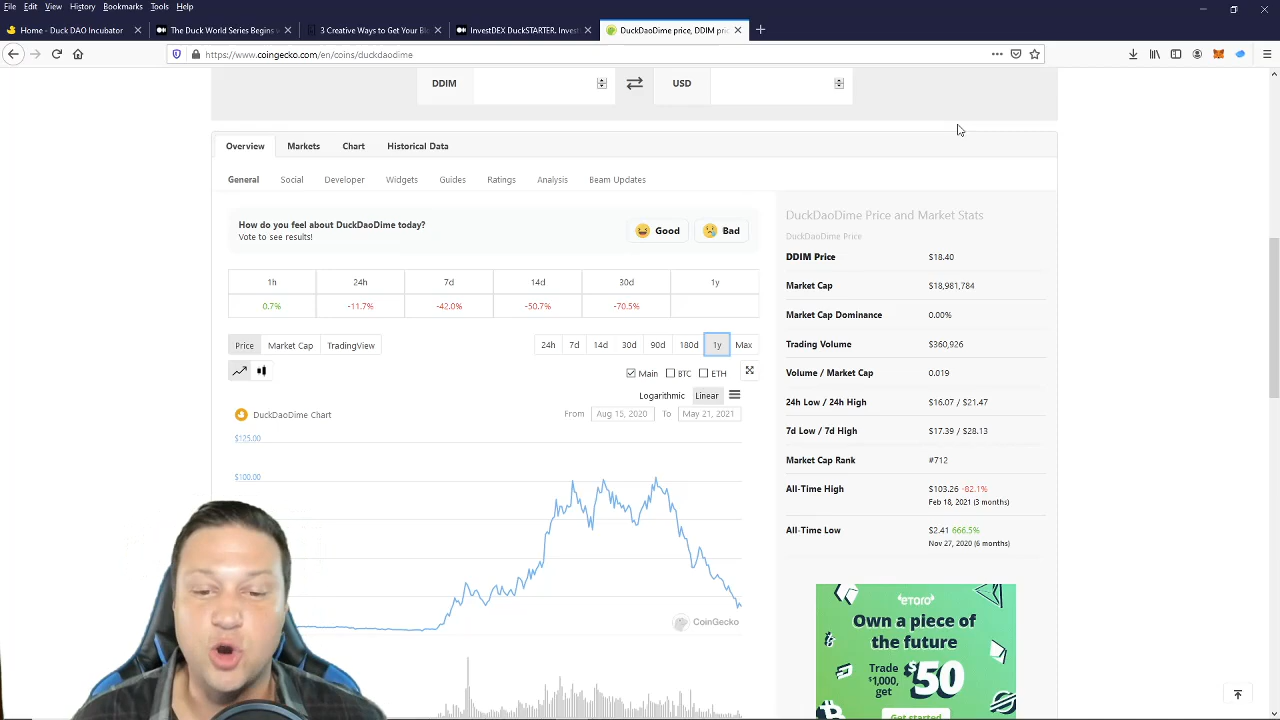 File Edit View History Bookmarks Tools Help
Home - Duck DAO Incubator
The Duck World Series Begins
3 Creative Ways to Get Your Blo
InvestDEX DuckSTARTER. Invest
DuckDaoDime price, DDIM pric
https://www.coingecko.com/en/coins/duckdaodime
DDIM
USD
Overview Markets Chart Historical Data
General Social Developer Widgets Guides Ratings Analysis Beam Updates
How do you feel about DuckDaoDime today?
Vote to see results!
Good Bad
1h 24h 7d 14d 30d 1y
0.7% -11.7% -42.0% -50.7% -70.5%
Price Market Cap TradingView
24h 7d 14d 30d 90d 180d 1y Max
Main BTC ETH
Logarithmic Linear
DuckDaoDime Chart
From Aug 15, 2020 To May 21, 2021
$125.00
$100.00
CoinGecko
DuckDaoDime Price and Market Stats
DuckDaoDime Price
DDIM Price $18.40
Market Cap $18,981,784
Market Cap Dominance 0.00%
Trading Volume $360,926
Volume / Market Cap 0.019
24h Low / 24h High $16.07 / $21.47
7d Low / 7d High $17.39 / $28.13
Market Cap Rank #712
All-Time High $103.26 -82.1%
Feb 18, 2021 (3 months)
All-Time Low $2.41 666.5%
Nov 27, 2020 (6 months)
eToro
Own a piece of
the future
Trade
$1,000,
get
$50
Get started